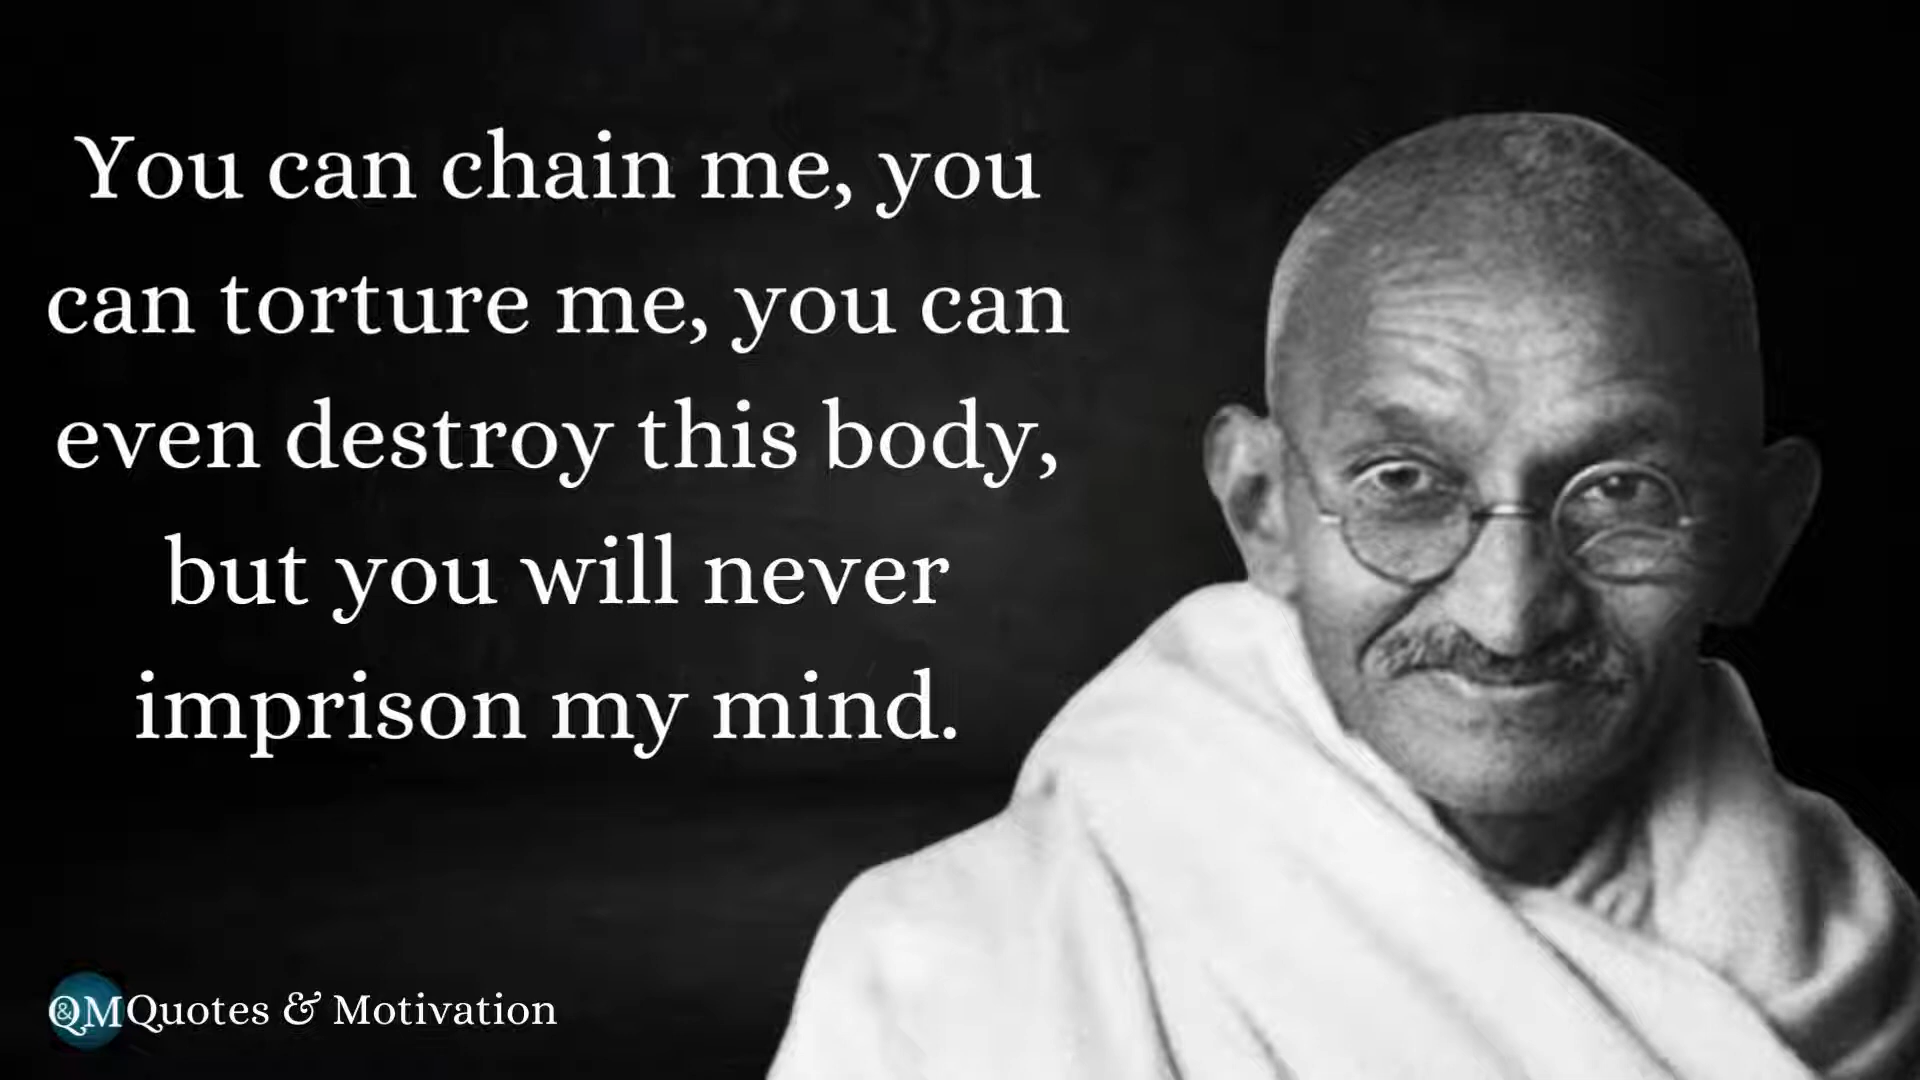 You can chain me, you
can torture me, you can
even destroy this body,
but you will never
imprison my mind.
Q&M Quotes & Motivation